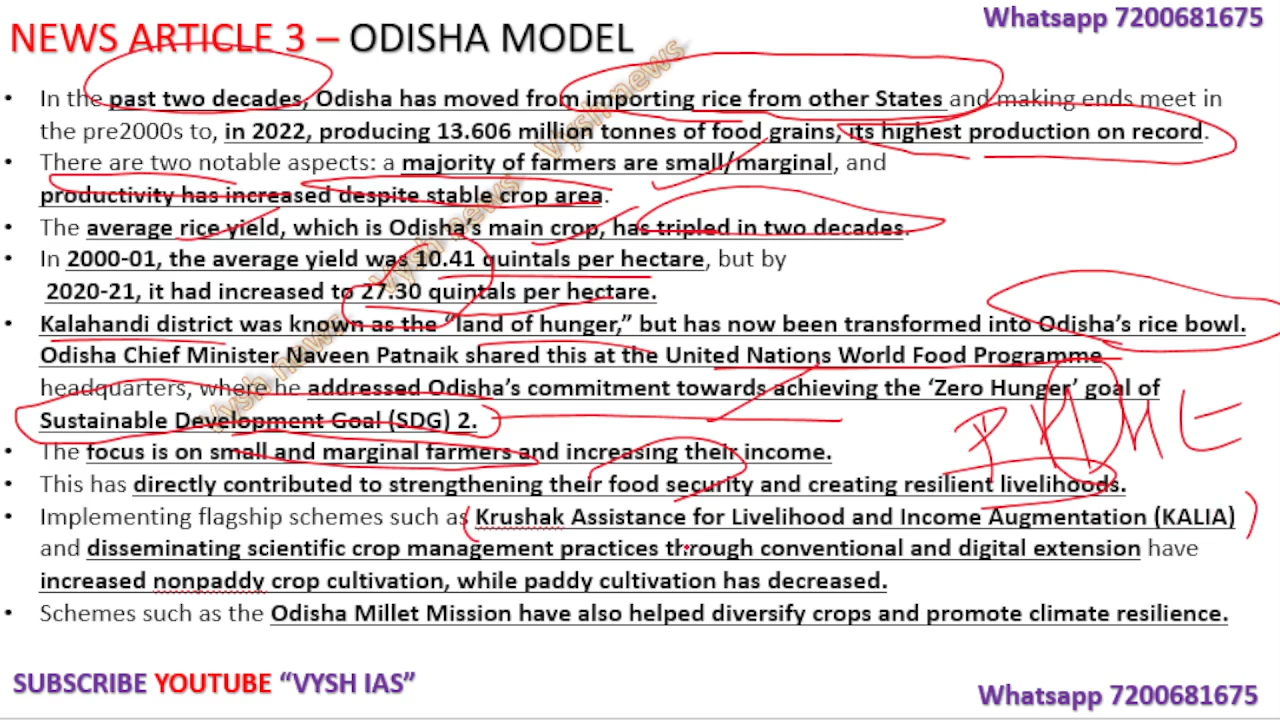 NEWS ARTICLE 3 – ODISHA MODEL
Whatsapp 7200681675
• In the past two decades, Odisha has moved from importing rice from other States and making ends meet in
the pre2000s to, in 2022, producing 13.606 million tonnes of food grains, its highest production on record.
• There are two notable aspects: a majority of farmers are small/marginal, and
productivity has increased despite stable crop area.
• The average rice yield, which is Odisha's main crop, has tripled in two decades.
• In 2000-01, the average yield was 10.41 quintals per hectare, but by
2020-21, it had increased to 27.30 quintals per hectare.
• Kalahandi district was known as the "land of hunger," but has now been transformed into Odisha's rice bowl.
Odisha Chief Minister Naveen Patnaik shared this at the United Nations World Food Programme
headquarters, where he addressed Odisha's commitment towards achieving the 'Zero Hunger' goal of
Sustainable Development Goal (SDG) 2.
• The focus is on small and marginal farmers and increasing their income.
• This has directly contributed to strengthening their food security and creating resilient livelihoods.
• Implementing flagship schemes such as Krushak Assistance for Livelihood and Income Augmentation (KALIA)
and disseminating scientific crop management practices through conventional and digital extension have
increased nonpaddy crop cultivation, while paddy cultivation has decreased.
• Schemes such as the Odisha Millet Mission have also helped diversify crops and promote climate resilience.
Vysh news
Vysh news
Vysh news
SUBSCRIBE YOUTUBE "VYSH IAS"
Whatsapp 7200681675